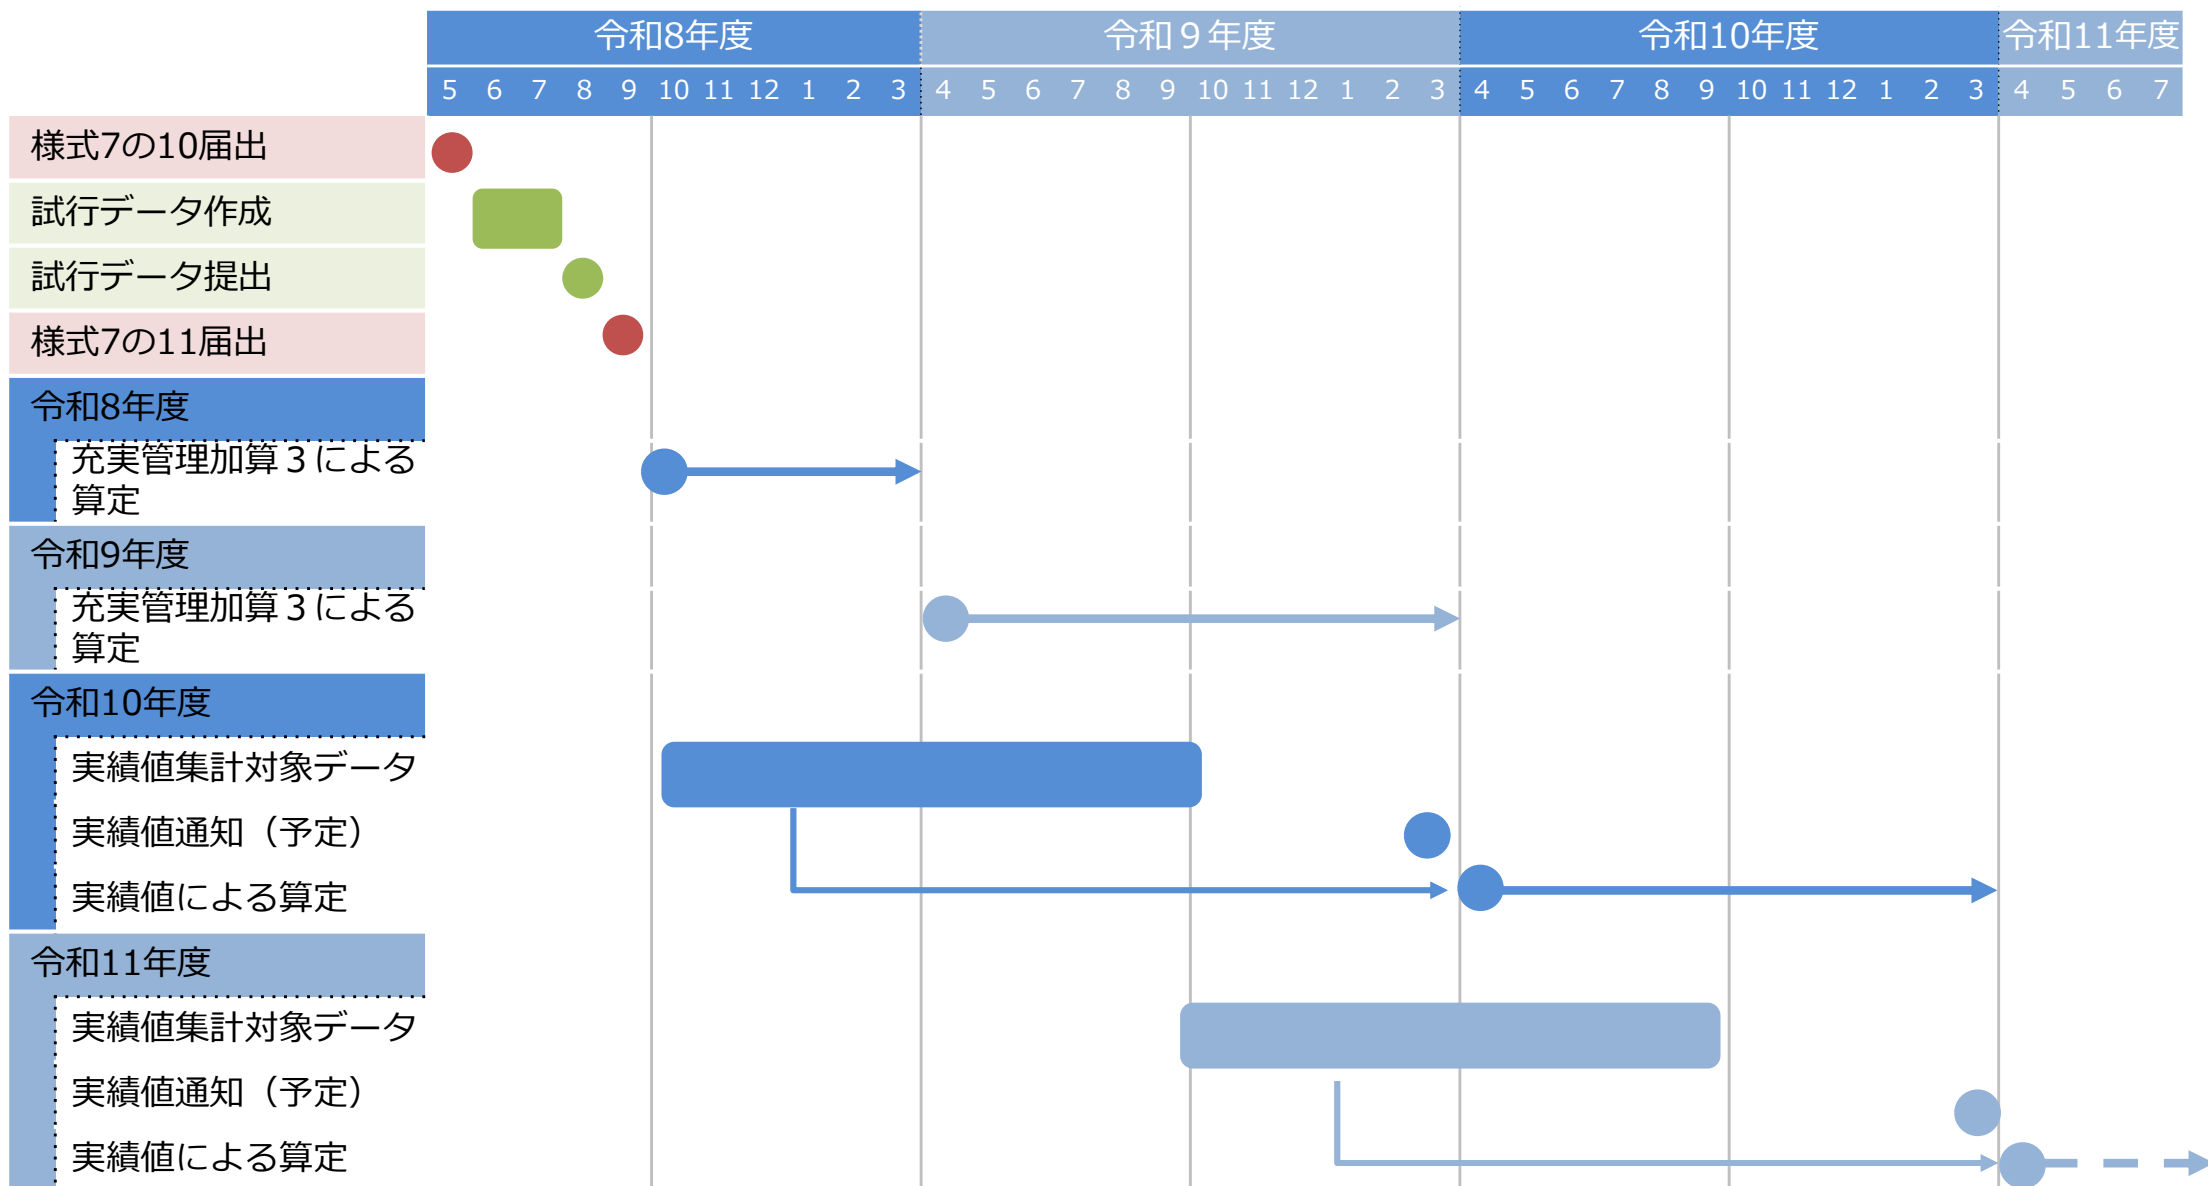 令和8年度 令和９年度 令和10年度 令和11年度
5 6 7 8 9 10 11 12 1 2 3 4 5 6 7 8 9 10 11 12 1 2 3 4 5 6 7 8 9 10 11 12 1 2 3 4 5 6 7
様式7の10届出
試行データ作成
試行データ提出
様式7の11届出
令和8年度
充実管理加算３による
算定
令和9年度
充実管理加算３による
算定
令和10年度
実績値集計対象データ
実績値通知（予定）
実績値による算定
令和11年度
実績値集計対象データ
実績値通知（予定）
実績値による算定